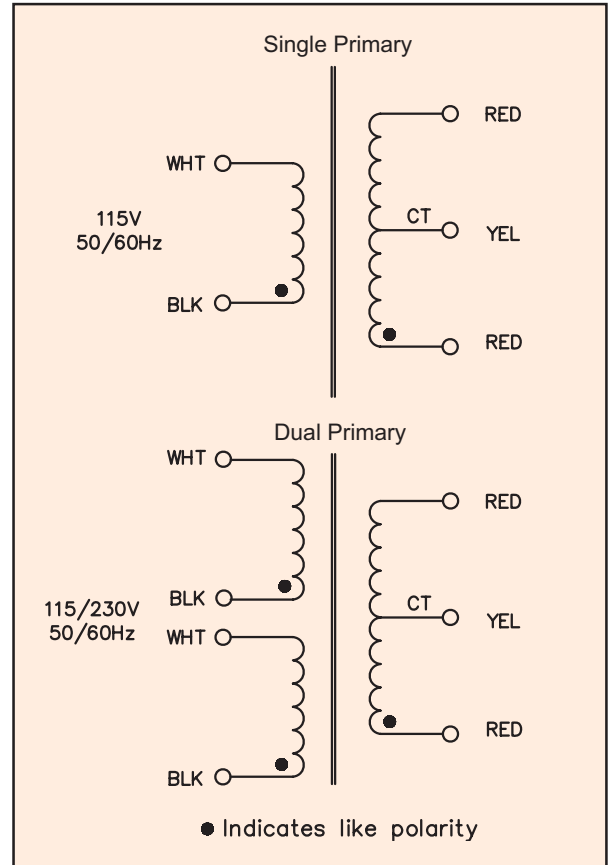 Single Primary
RED
WHT
115V
50/60Hz
CT
YEL
BLK
RED
Dual Primary
WHT
RED
BLK
115/230V
50/60Hz
WHT
CT
YEL
RED
BLK
Indicates like polarity